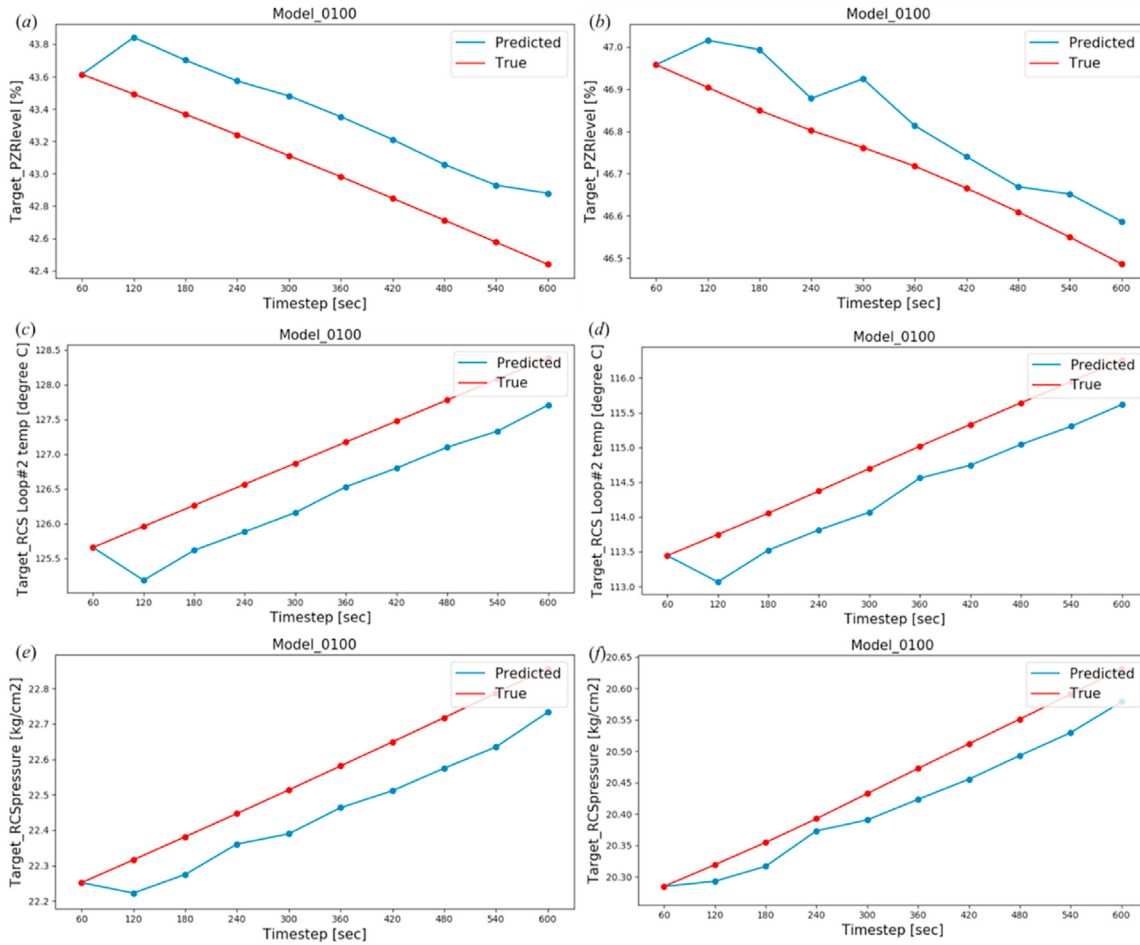 (a) Model_0100
Target_PZRlevel [%]
43.8
43.6
43.4
43.2
43.0
42.8
42.6
42.4
Predicted
True
60 120 180 240 300 360 420 480 540 600
Timestep [sec]
(b) Model_0100
Target_PZRlevel [%]
47.0
46.9
46.8
46.7
46.6
46.5
Predicted
True
60 120 180 240 300 360 420 480 540 600
Timestep [sec]
(c) Model_0100
Target_RCS Loop#2 temp [degree C]
128.5
128.0
127.5
127.0
126.5
126.0
125.5
Predicted
True
60 120 180 240 300 360 420 480 540 600
Timestep [sec]
(d) Model_0100
Target_RCS Loop#2 temp [degree C]
116.0
115.5
115.0
114.5
114.0
113.5
113.0
Predicted
True
60 120 180 240 300 360 420 480 540 600
Timestep [sec]
(e) Model_0100
Target_RCSpressure [kg/cm2]
22.8
22.7
22.6
22.5
22.4
22.3
22.2
Predicted
True
60 120 180 240 300 360 420 480 540 600
Timestep [sec]
(f) Model_0100
Target_RCSpressure [kg/cm2]
20.65
20.60
20.55
20.50
20.45
20.40
20.35
20.30
Predicted
True
60 120 180 240 300 360 420 480 540 600
Timestep [sec]